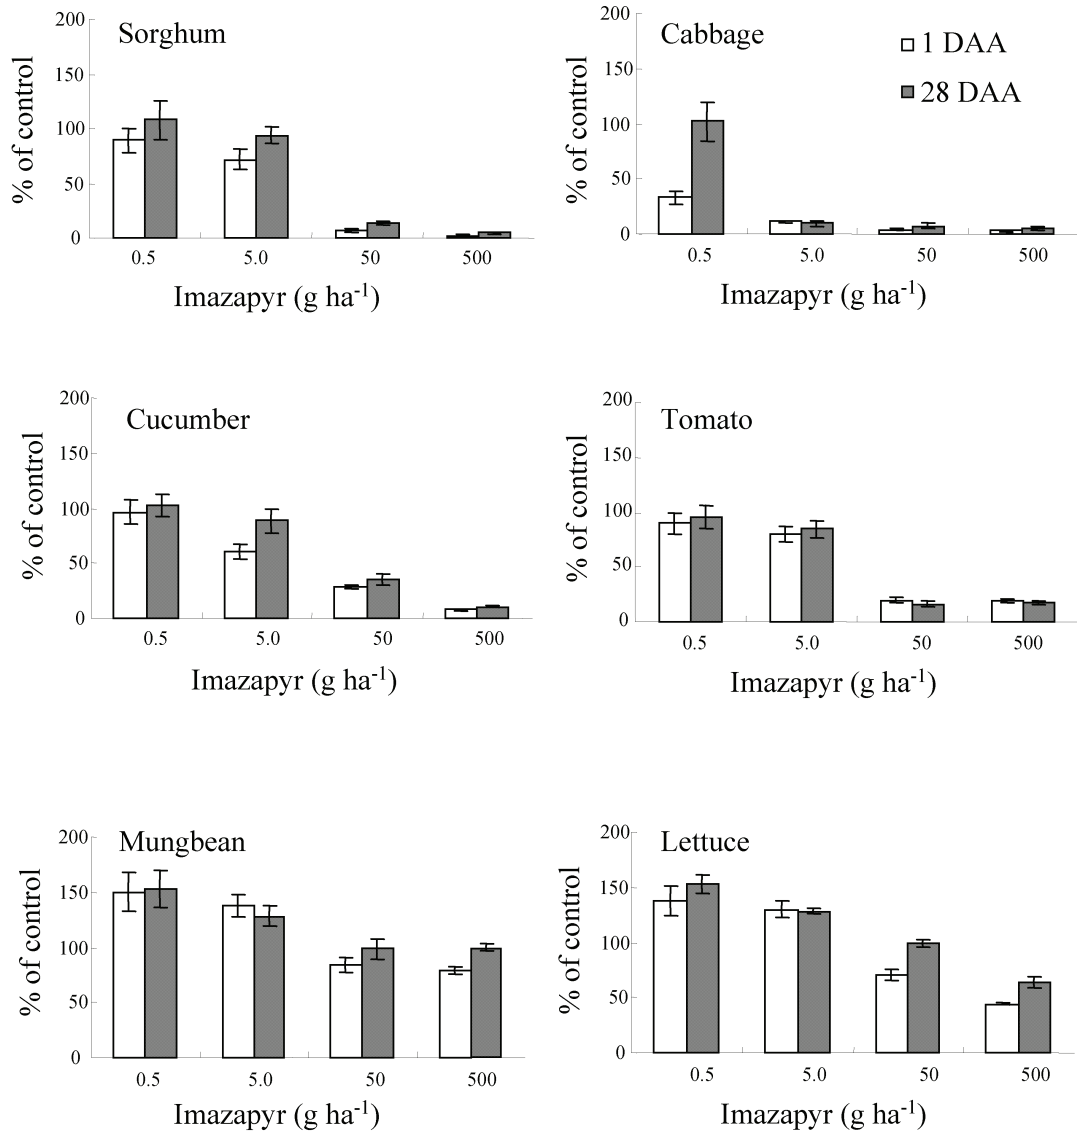 Sorghum
200
150
100
50
0
% of control
0.5 5.0 50 500
Imazapyr (g ha-1)
Cabbage
1 DAA
28 DAA
200
150
100
50
0
% of control
0.5 5.0 50 500
Imazapyr (g ha-1)
Cucumber
200
150
100
50
0
% of control
0.5 5.0 50 500
Imazapyr (g ha-1)
Tomato
200
150
100
50
0
% of control
0.5 5.0 50 500
Imazapyr (g ha-1)
Mungbean
200
150
100
50
0
% of control
0.5 5.0 50 500
Imazapyr (g ha-1)
Lettuce
200
150
100
50
0
% of control
0.5 5.0 50 500
Imazapyr (g ha-1)